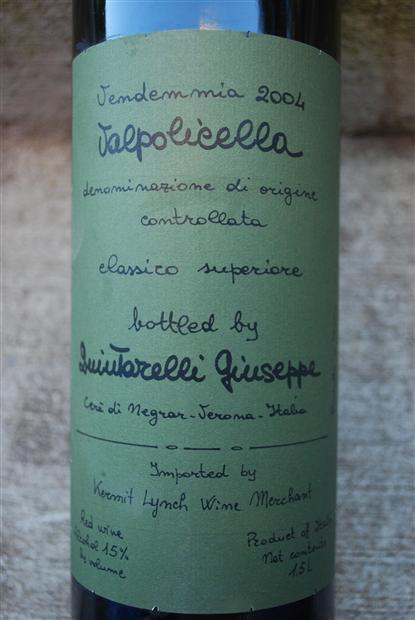 Vendemmia 2004
Valpolicella
denominazione di origine
controllata
classico superiore
bottled by
Quintarelli Giuseppe
Cerè di Negrar - Verona - Italia
Imported by
Kermit Lynch Wine Merchant
Red wine
alcohol 15%
by volume
Product of Italy
Net contents
1.5 L